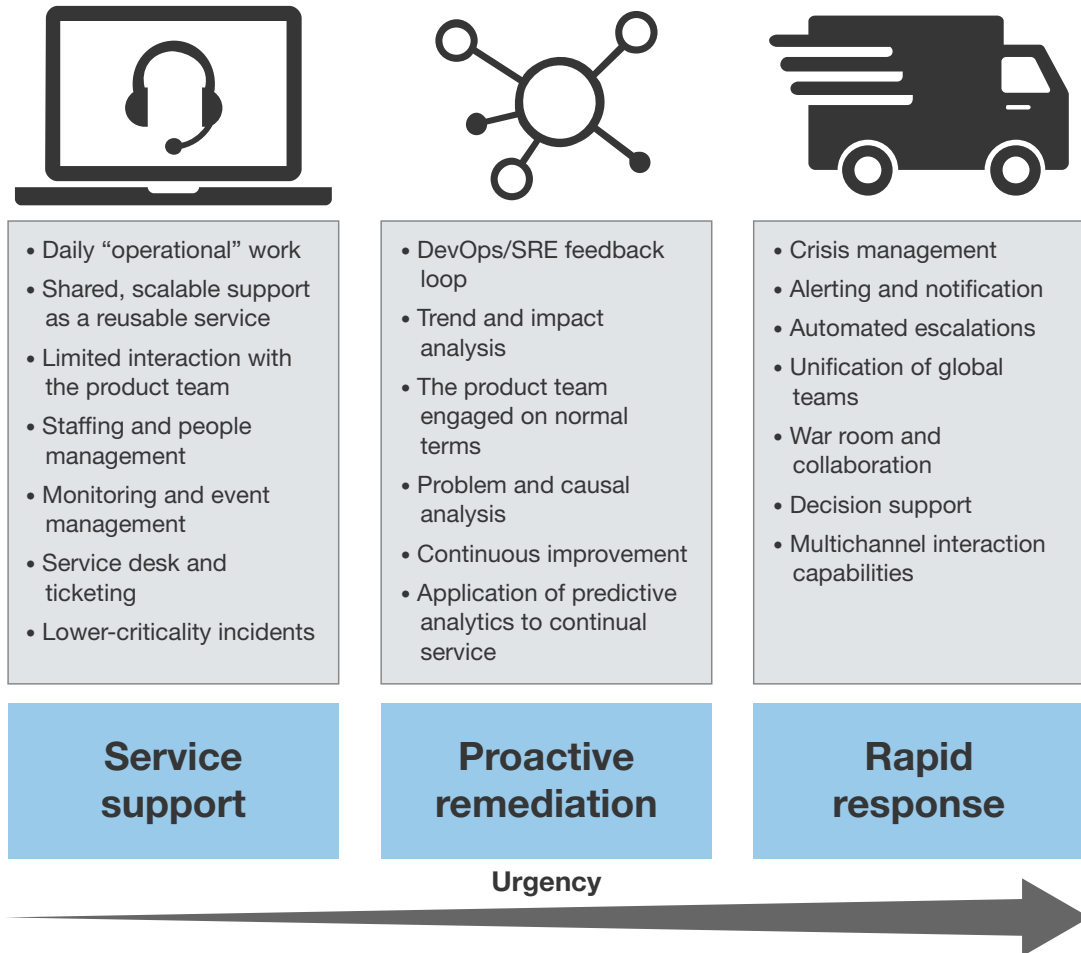 • Daily “operational” work
• Shared, scalable support
as a reusable service
• Limited interaction with
the product team
• Staffing and people
management
• Monitoring and event
management
• Service desk and
ticketing
• Lower-criticality incidents
• DevOps/SRE feedback
loop
• Trend and impact
analysis
• The product team
engaged on normal
terms
• Problem and causal
analysis
• Continuous improvement
• Application of predictive
analytics to continual
service
• Crisis management
• Alerting and notification
• Automated escalations
• Unification of global
teams
• War room and
collaboration
• Decision support
• Multichannel interaction
capabilities
Service
support
Proactive
remediation
Rapid
response
Urgency